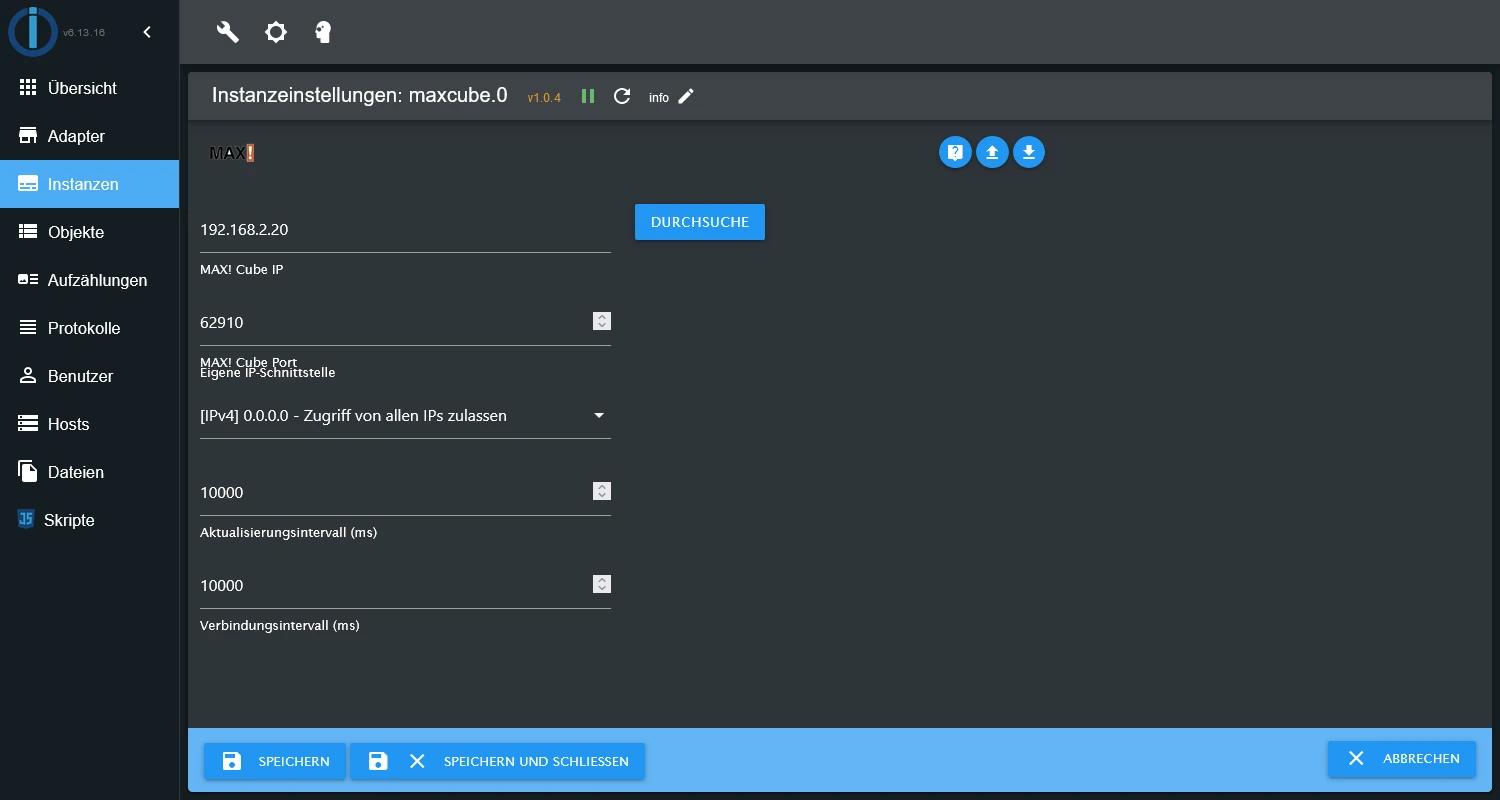 v6.13.16
Übersicht
Adapter
Instanzen
Objekte
Aufzählungen
Protokolle
Benutzer
Hosts
Dateien
JS Skripte
Instanzeinstellungen: maxcube.0 v1.0.4 info
MAX!
192.168.2.20
DURCHSUCHE
MAX! Cube IP
62910
MAX! Cube Port
Eigene IP-Schnittstelle
[IPv4] 0.0.0.0 - Zugriff von allen IPs zulassen
10000
Aktualisierungsintervall (ms)
10000
Verbindungsintervall (ms)
SPEICHERN SPEICHERN UND SCHLIESSEN ABBRECHEN